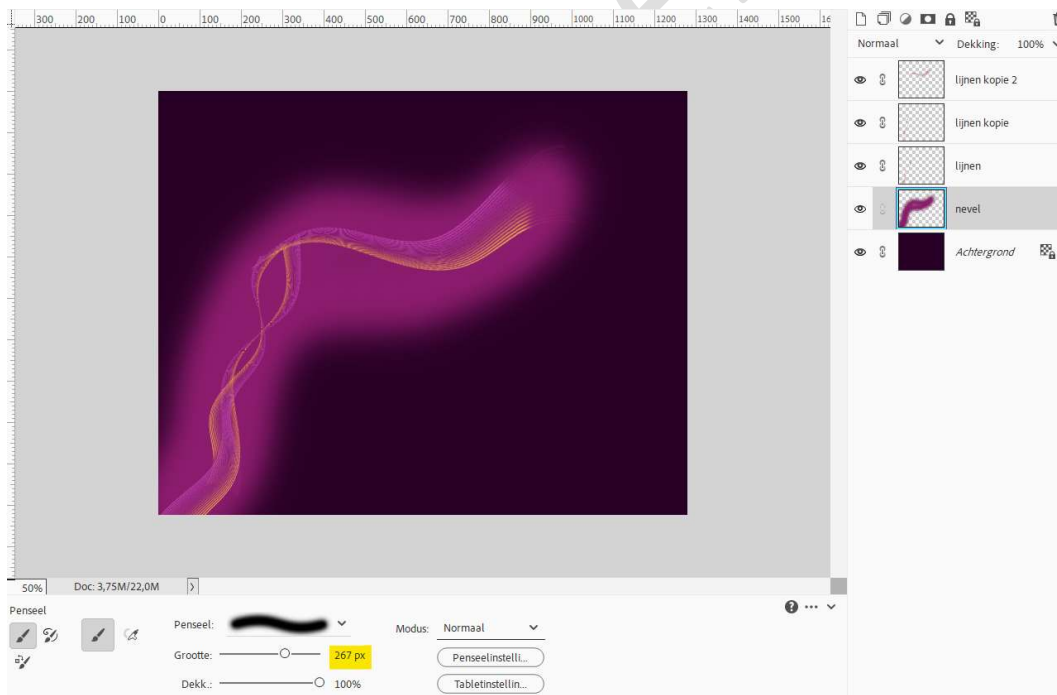 300 200 100 0 100 200 300 400 500 600 700 800 900 1000 1100 1200 1300 1400 1500 16
Normaal Dekking: 100%
lijnen kopie 2
lijnen kopie
lijnen
nevel
Achtergrond
50% Doc: 3,75M/22,0M
Penseel
Penseel:
Modus: Normaal
Grootte: 267 px
Penseelinstelli...
Dekk.: 100%
Tabletinstellin...